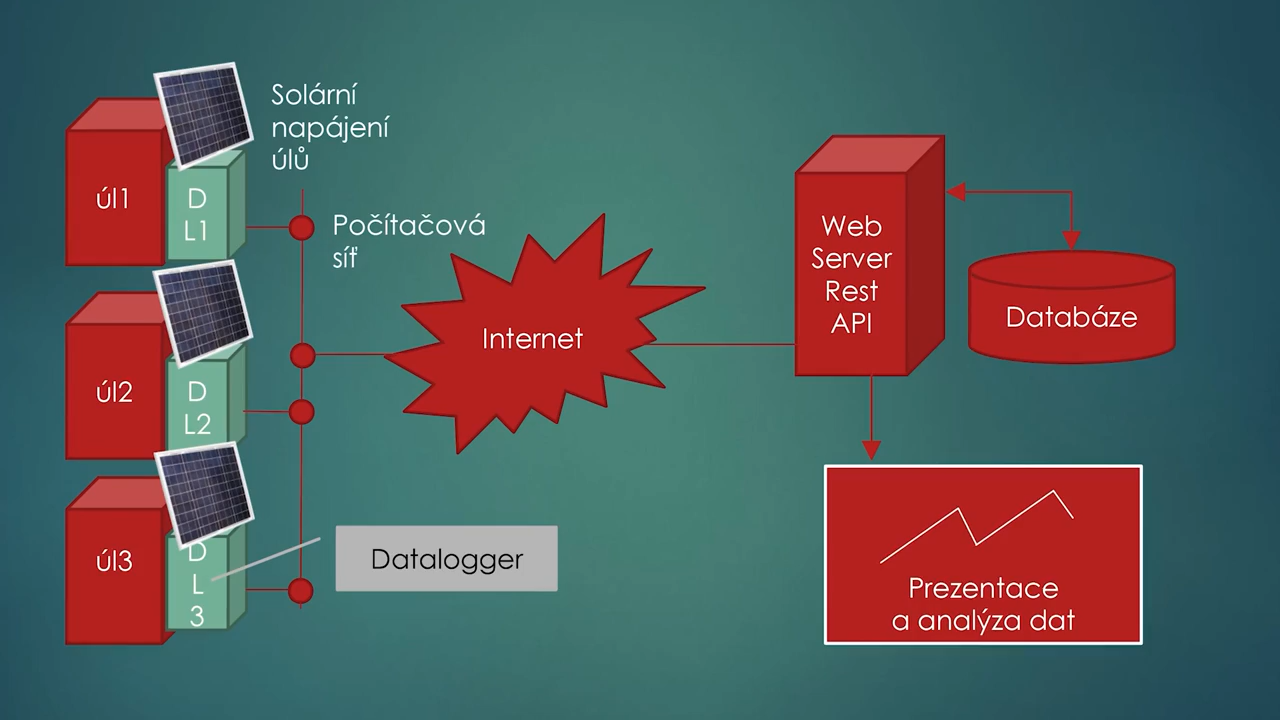 Solární
napájení
úlů
úl1
D
L1
Počítačová
síť
úl2
D
L2
úl3
D
L
3
Datalogger
Internet
Web
Server
Rest
API
Databáze
Prezentace
a analýza dat